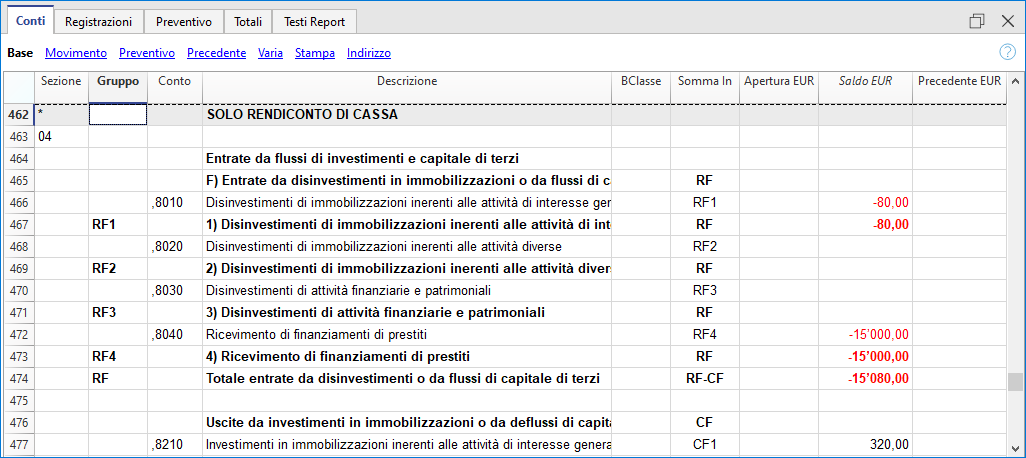 Conti Registrazioni Preventivo Totali Testi Report
Base Movimento Preventivo Precedente Varia Stampa Indirizzo ?
Sezione Gruppo Conto Descrizione BClasse Somma In Apertura EUR Saldo EUR Precedente EUR
462 * SOLO RENDICONTO DI CASSA
463 04
464 Entrate da flussi di investimenti e capitale di terzi
465 F) Entrate da disinvestimenti in immobilizzazioni o da flussi di c RF
466 ,8010 Disinvestimenti di immobilizzazioni inerenti alle attività di interesse gen RF1 -80,00
467 RF1 1) Disinvestimenti di immobilizzazioni inerenti alle attività di int RF -80,00
468 ,8020 Disinvestimenti di immobilizzazioni inerenti alle attività diverse RF2
469 RF2 2) Disinvestimenti di immobilizzazioni inerenti alle attività divers RF
470 ,8030 Disinvestimenti di attività finanziarie e patrimoniali RF3
471 RF3 3) Disinvestimenti di attività finanziarie e patrimoniali RF
472 ,8040 Ricevimento di finanziamenti di prestiti RF4 -15'000,00
473 RF4 4) Ricevimento di finanziamenti di prestiti RF -15'000,00
474 RF Totale entrate da disinvestimenti o da flussi di capitale di terzi RF-CF -15'080,00
475
476 Uscite da investimenti in immobilizzazioni o da deflussi di capita CF
477 ,8210 Investimenti in immobilizzazioni inerenti alle attività di interesse genera CF1 320,00